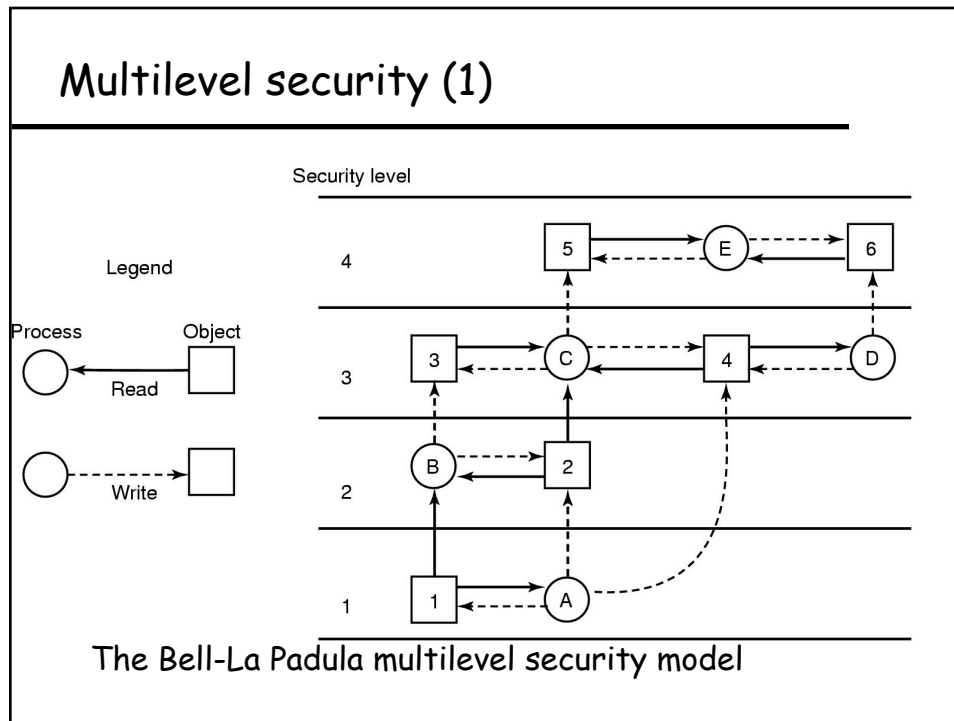 Multilevel security (1)
Security level
5
E
6
4
Legend
Process
Object
3
C
4
D
3
Read
B
2
2
Write
1
A
1
The Bell-La Padula multilevel security model